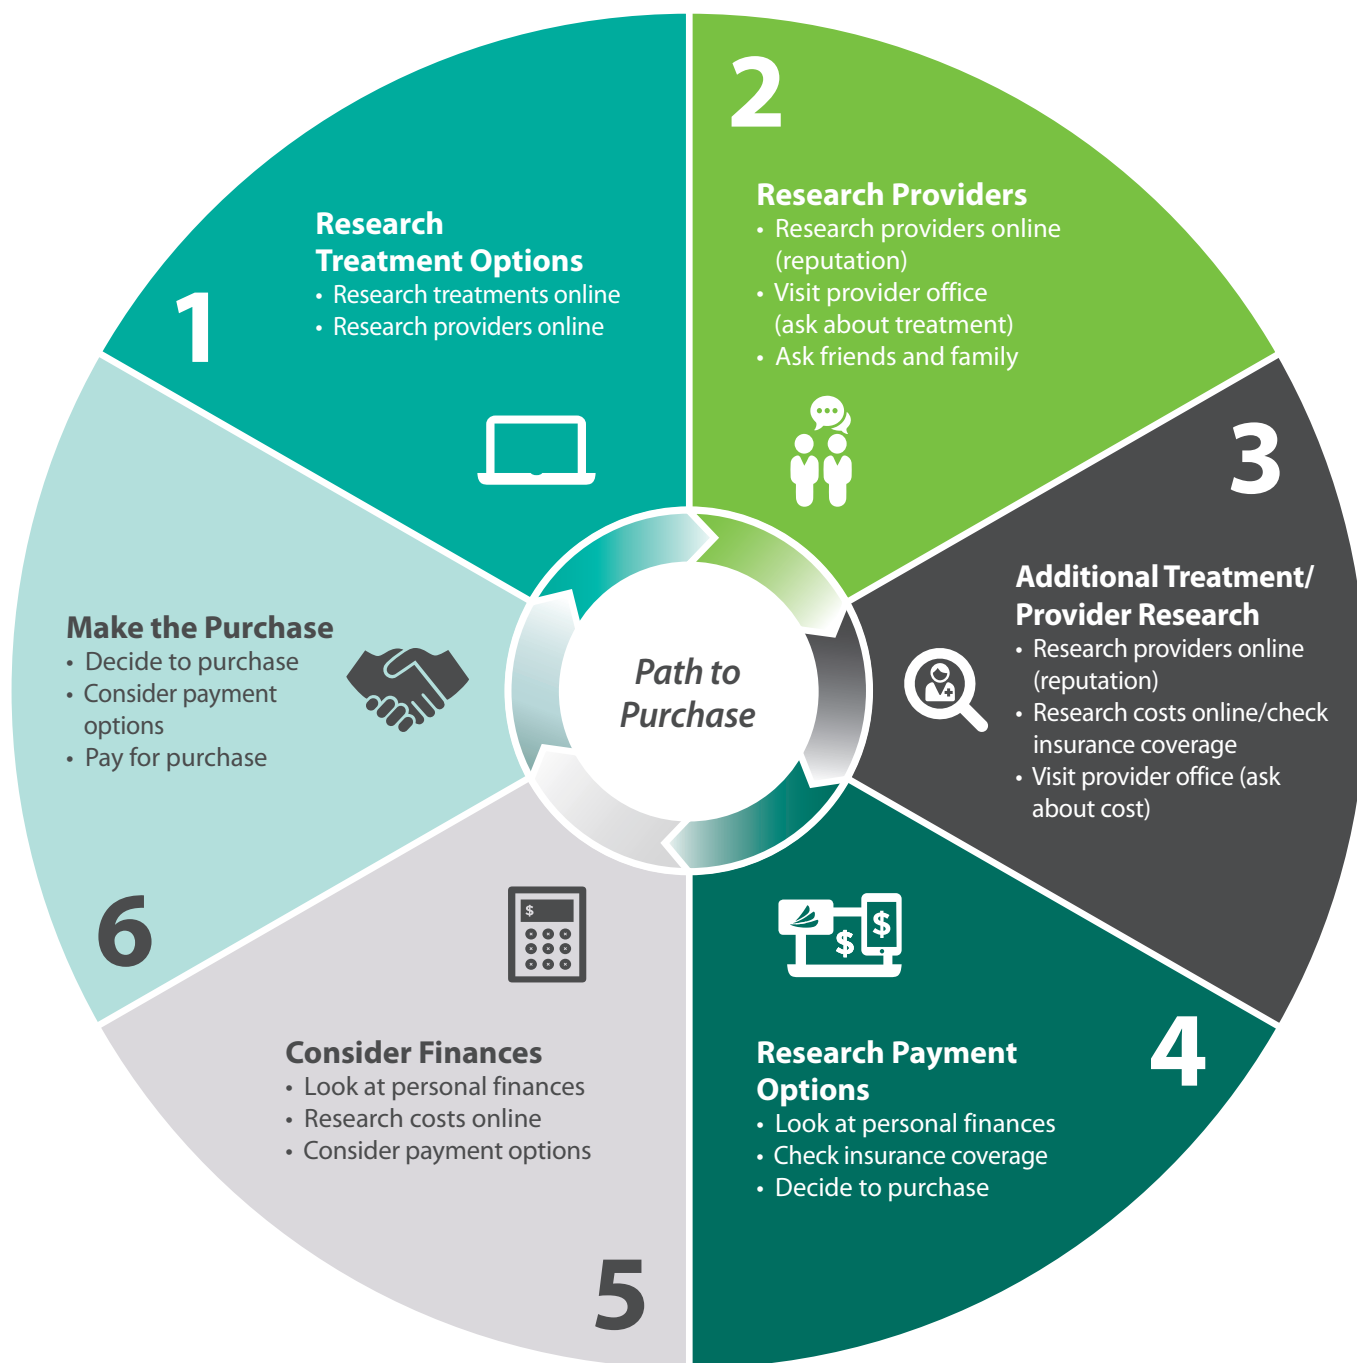 1
Research
Treatment Options
• Research treatments online
• Research providers online
2
Research Providers
• Research providers online
(reputation)
• Visit provider office
(ask about treatment)
• Ask friends and family
3
Additional Treatment/
Provider Research
• Research providers online
(reputation)
• Research costs online/check
insurance coverage
• Visit provider office (ask
about cost)
4
Research Payment
Options
• Look at personal finances
• Check insurance coverage
• Decide to purchase
$
$
5
Consider Finances
• Look at personal finances
• Research costs online
• Consider payment options
$
6
Make the Purchase
• Decide to purchase
• Consider payment
options
• Pay for purchase
Path to
Purchase